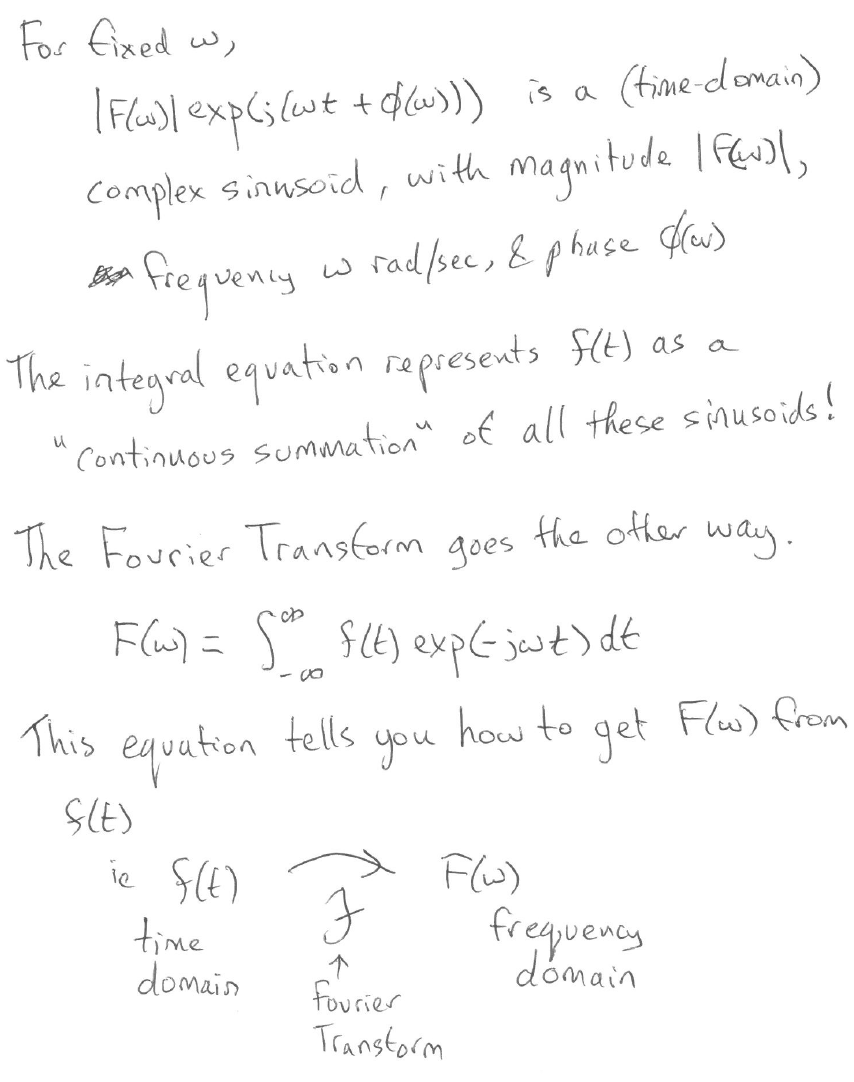 For fixed ω,
|F(ω)| exp(j(ωt + ϕ(ω))) is a (time-domain)
complex sinusoid, with magnitude |F(ω)|,
frequency ω rad/sec, & phase ϕ(ω)
The integral equation represents f(t) as a
"continuous summation" of all these sinusoids!
The Fourier Transform goes the other way.
F(ω) = ∫_{-∞}^{∞} f(t) exp(-jωt) dt
This equation tells you how to get F(ω) from
f(t)
ie f(t) → F(ω)
ℱ
time frequency
domain domain
↑
Fourier
Transform